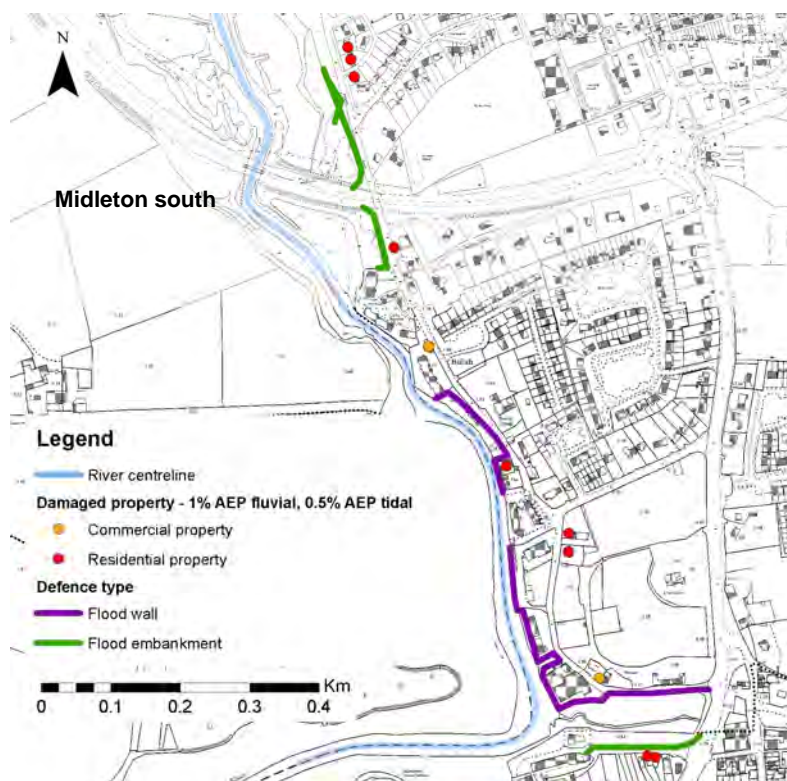 N
Midleton south
Legend
River centreline
Damaged property - 1% AEP fluvial, 0.5% AEP tidal
Commercial property
Residential property
Defence type
Flood wall
Flood embankment
Km
0 0.1 0.2 0.3 0.4